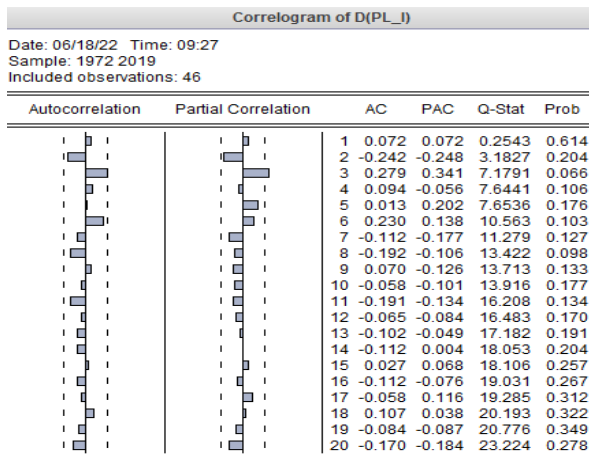 Correlogram of D(PL_I)
Date: 06/18/22 Time: 09:27
Sample: 1972 2019
Included observations: 46
Autocorrelation Partial Correlation AC PAC Q-Stat Prob
1 0.072 0.072 0.2543 0.614
2 -0.242 -0.248 3.1827 0.204
3 0.279 0.341 7.1791 0.066
4 0.094 -0.056 7.6441 0.106
5 0.013 0.202 7.6536 0.176
6 0.230 0.138 10.563 0.103
7 -0.112 -0.177 11.279 0.127
8 -0.192 -0.106 13.422 0.098
9 0.070 -0.126 13.713 0.133
10 -0.058 -0.101 13.916 0.177
11 -0.191 -0.134 16.208 0.134
12 -0.065 -0.084 16.483 0.170
13 -0.102 -0.049 17.182 0.191
14 -0.112 0.004 18.053 0.204
15 0.027 0.068 18.106 0.257
16 -0.112 -0.076 19.031 0.267
17 -0.058 0.116 19.285 0.312
18 0.107 0.038 20.193 0.322
19 -0.084 -0.087 20.776 0.349
20 -0.170 -0.184 23.224 0.278